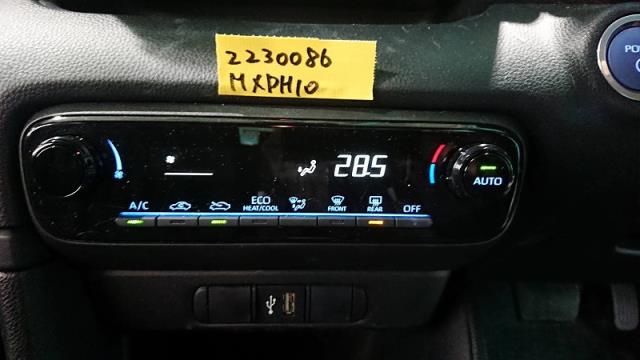 2230086
MXPH10
28.5
AUTO
A/C
ECO
HEAT/COOL
FRONT
REAR
OFF